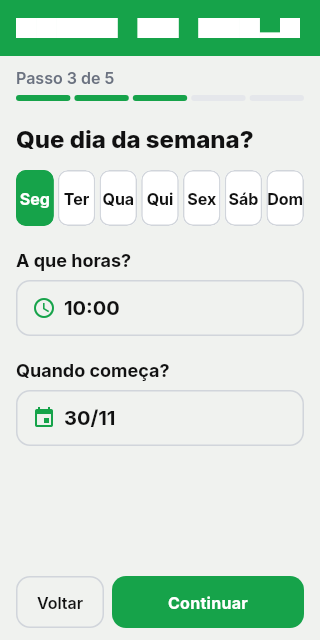 Passo 3 de 5
Que dia da semana?
Seg Ter Qua Qui Sex Sáb Dom
A que horas?
10:00
Quando começa?
30/11
Voltar Continuar